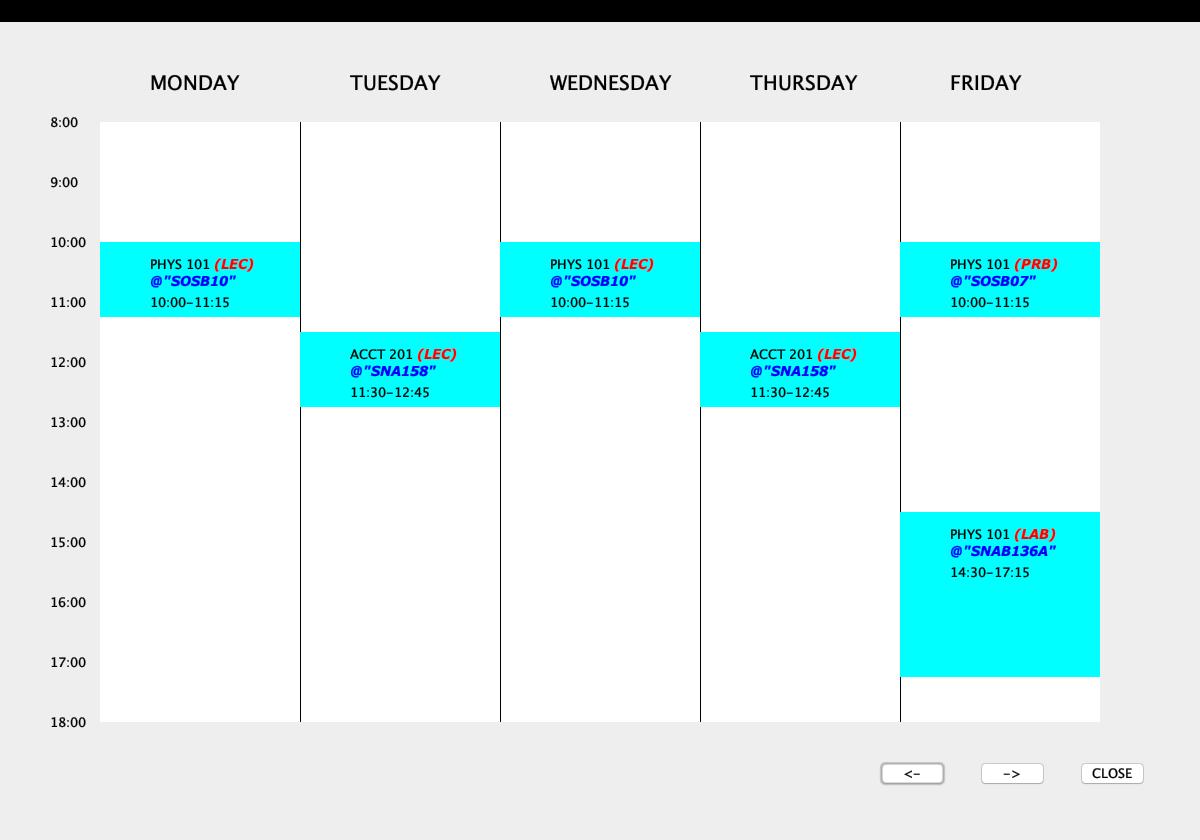 MONDAY TUESDAY WEDNESDAY THURSDAY FRIDAY
8:00
9:00
10:00
PHYS 101 (LEC) PHYS 101 (LEC) PHYS 101 (PRB)
@"SOSB10" @"SOSB10" @"SOSB07"
11:00 10:00-11:15 10:00-11:15 10:00-11:15
ACCT 201 (LEC) ACCT 201 (LEC)
12:00
@"SNA158" @"SNA158"
11:30-12:45 11:30-12:45
13:00
14:00
PHYS 101 (LAB)
15:00
@"SNAB136A"
14:30-17:15
16:00
17:00
18:00
<- -> CLOSE